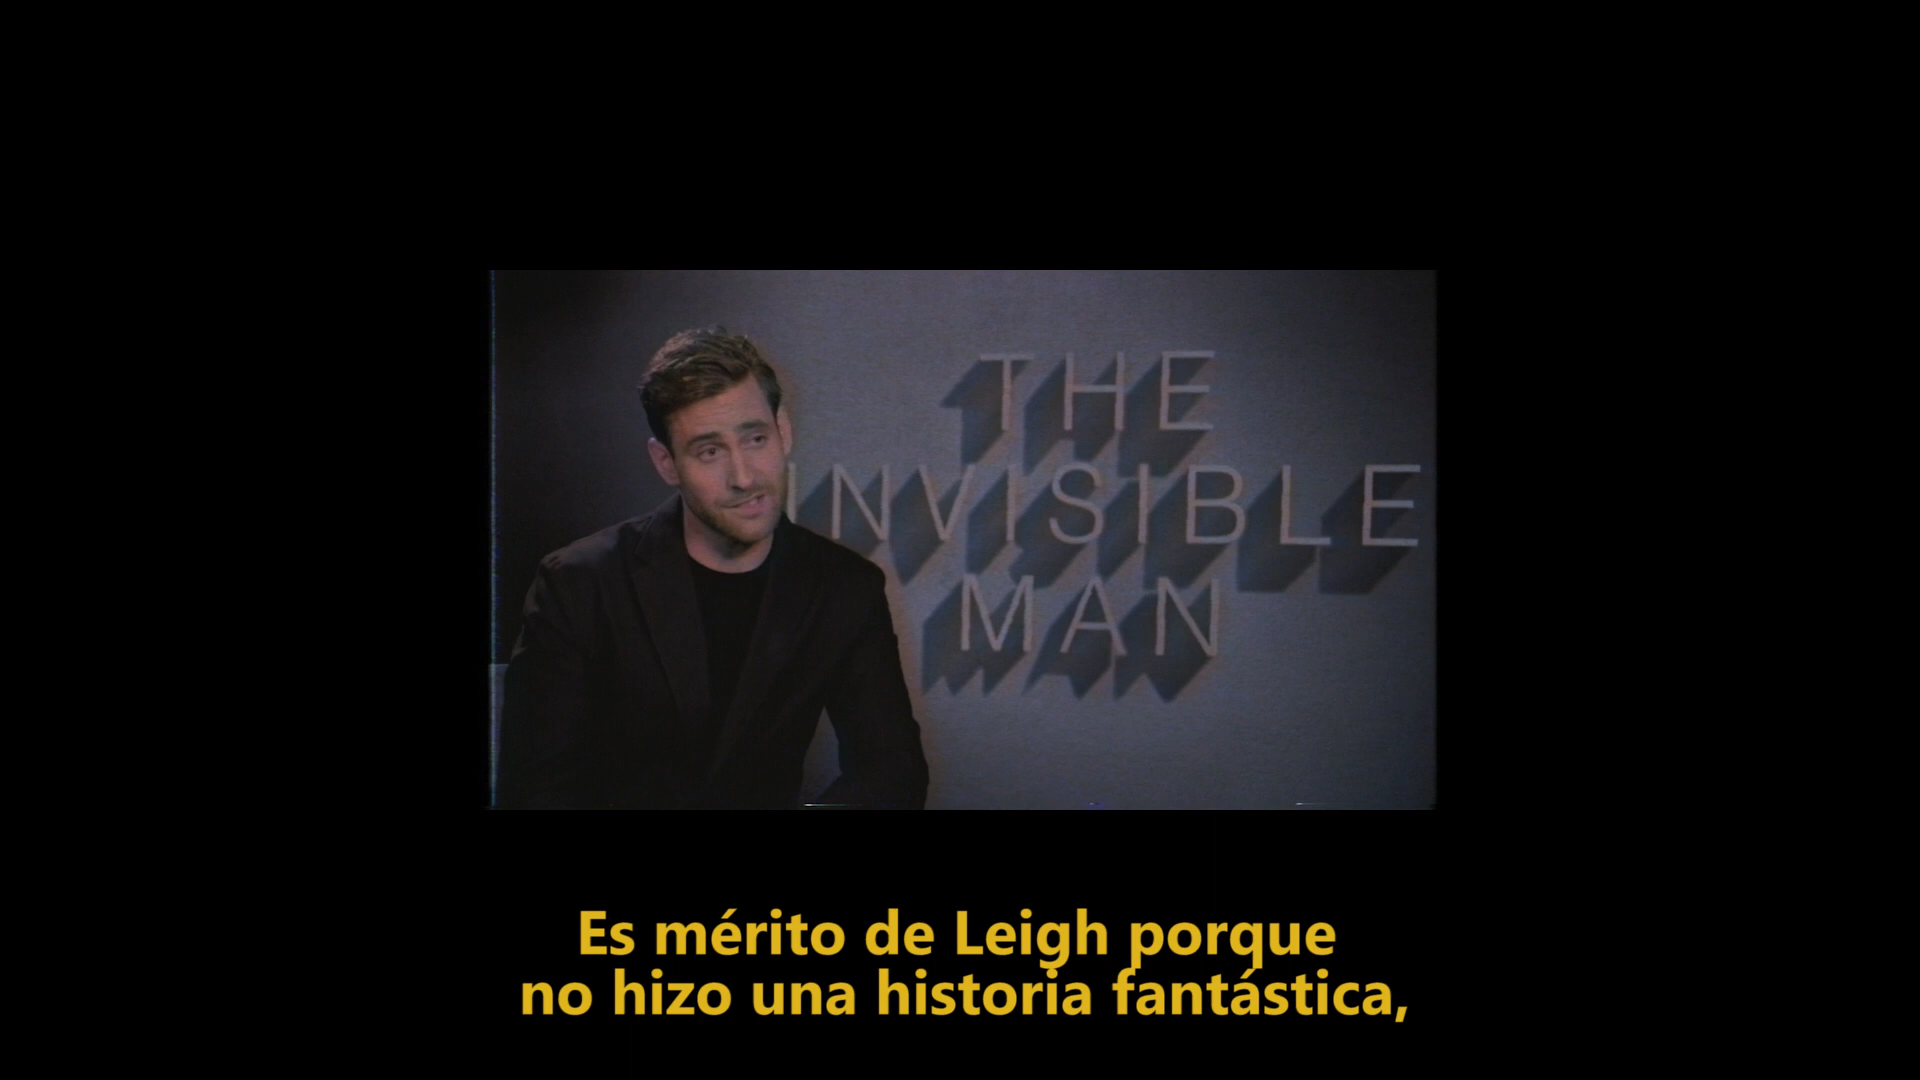 THE
INVISIBLE
MAN
Es mérito de Leigh porque
no hizo una historia fantástica,